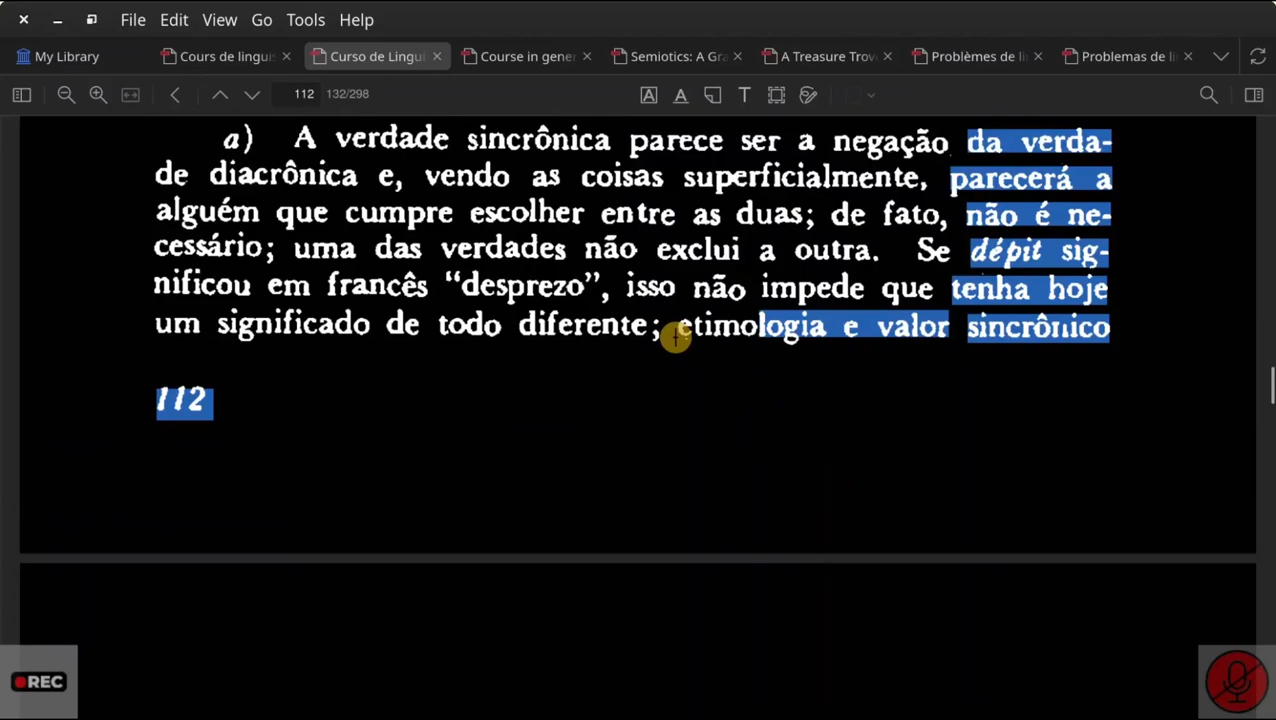 File Edit View Go Tools Help
My Library Cours de linguis Curso de Lingui Course in gener Semiotics: A Gra A Treasure Trov Problèmes de li Problemas de lin
112 132/298
a) A verdade sincrônica parece ser a negação da verda-
de diacrônica e, vendo as coisas superficialmente, parecerá a
alguém que cumpre escolher entre as duas; de fato, não é ne-
cessário; uma das verdades não exclui a outra. Se dépit sig-
nificou em francês “desprezo”, isso não impede que tenha hoje
um significado de todo diferente; etimologia e valor sincrônico
112
REC